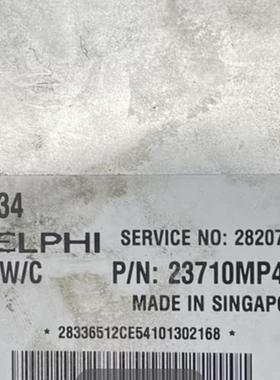 34
ELPHI SERVICE NO: 28207
W/C P/N: 23710MP4
MADE IN SINGAPO
* 28336512CE54101302168 *